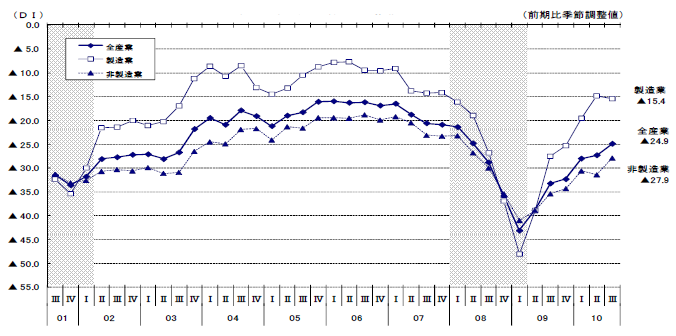 (ＤＩ)
(前期比季節調整値)
0.0
▲ 5.0
▲ 10.0
▲ 15.0
▲ 20.0
▲ 25.0
▲ 30.0
▲ 35.0
▲ 40.0
▲ 45.0
▲ 50.0
▲ 55.0
全産業
製造業
非製造業
製造業
▲15.4
全産業
▲24.9
非製造業
▲27.9
Ⅲ Ⅳ Ⅰ Ⅱ Ⅲ Ⅳ Ⅰ Ⅱ Ⅲ Ⅳ Ⅰ Ⅱ Ⅲ Ⅳ Ⅰ Ⅱ Ⅲ Ⅳ Ⅰ Ⅱ Ⅲ Ⅳ Ⅰ Ⅱ Ⅲ Ⅳ Ⅰ Ⅱ Ⅲ Ⅳ Ⅰ Ⅱ Ⅲ Ⅳ Ⅰ Ⅱ Ⅲ
01 02 03 04 05 06 07 08 09 10